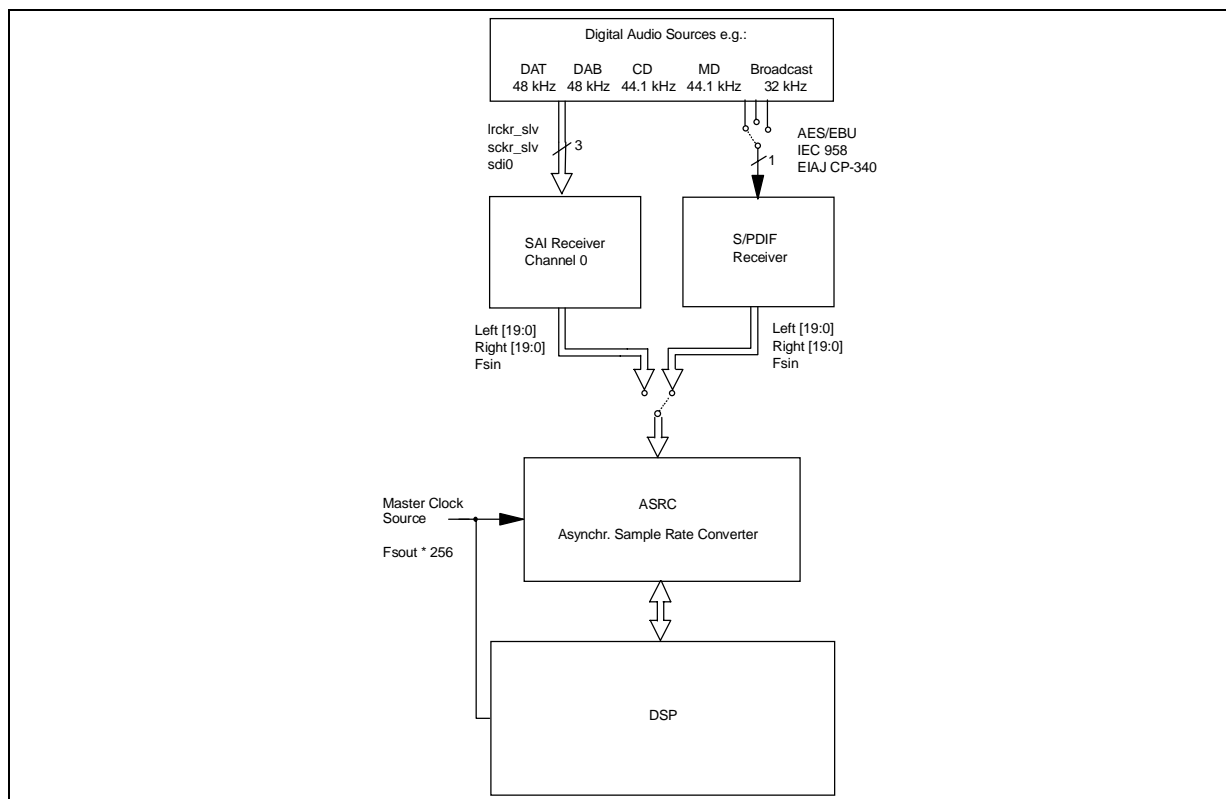 Digital Audio Sources e.g.:
DAT DAB CD MD Broadcast
48 kHz 48 kHz 44.1 kHz 44.1 kHz 32 kHz
lrckr_slv
sckr_slv
sdi0
3
AES/EBU
IEC 958
EIAJ CP-340
1
SAI Receiver
Channel 0
S/PDIF
Receiver
Left [19:0]
Right [19:0]
Fsin
Left [19:0]
Right [19:0]
Fsin
Master Clock
Source
Fsout * 256
ASRC
Asynchr. Sample Rate Converter
DSP